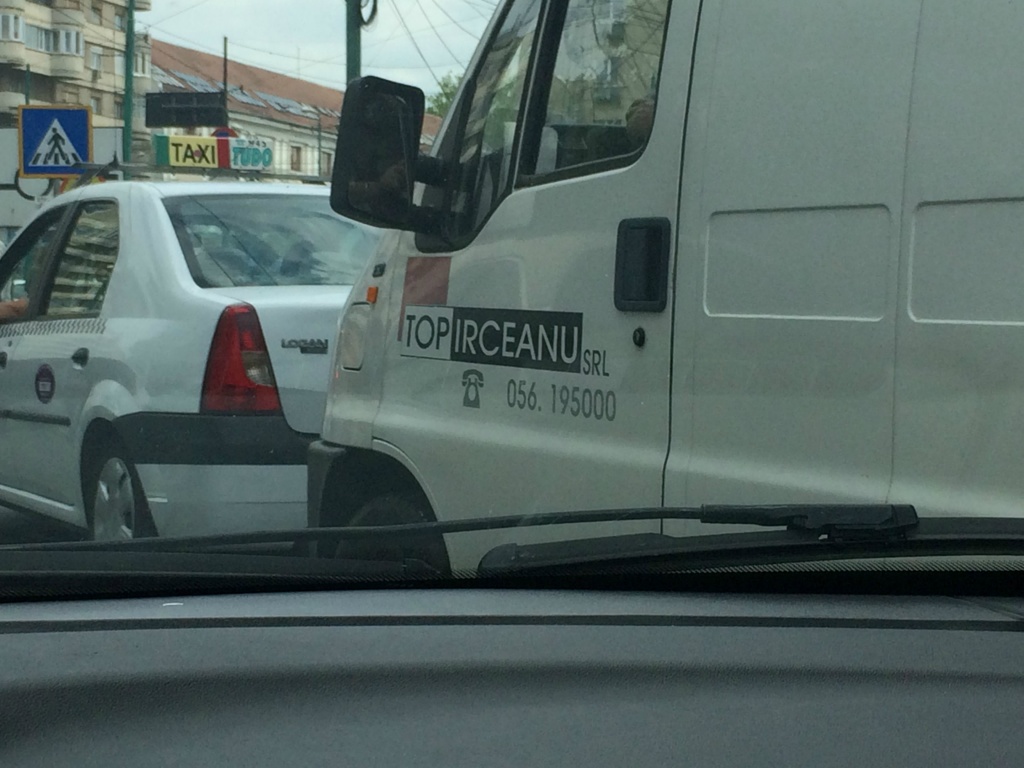 TAXI TUDO
LOGAN
TOPIRCEANU SRL
056. 195000